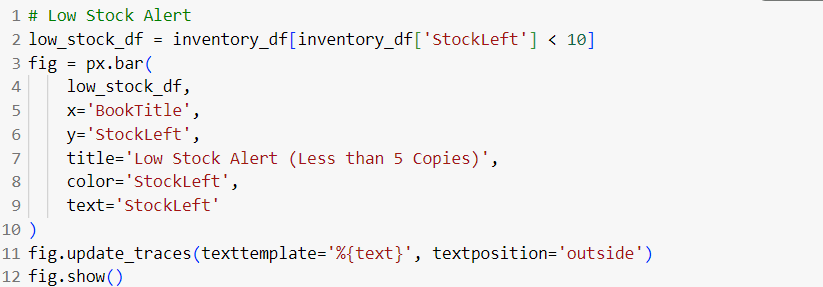 1 # Low Stock Alert
2 low_stock_df = inventory_df[inventory_df['StockLeft'] < 10]
3 fig = px.bar(
4     low_stock_df,
5     x='BookTitle',
6     y='StockLeft',
7     title='Low Stock Alert (Less than 5 Copies)',
8     color='StockLeft',
9     text='StockLeft'
10 )
11 fig.update_traces(texttemplate='%{text}', textposition='outside')
12 fig.show()